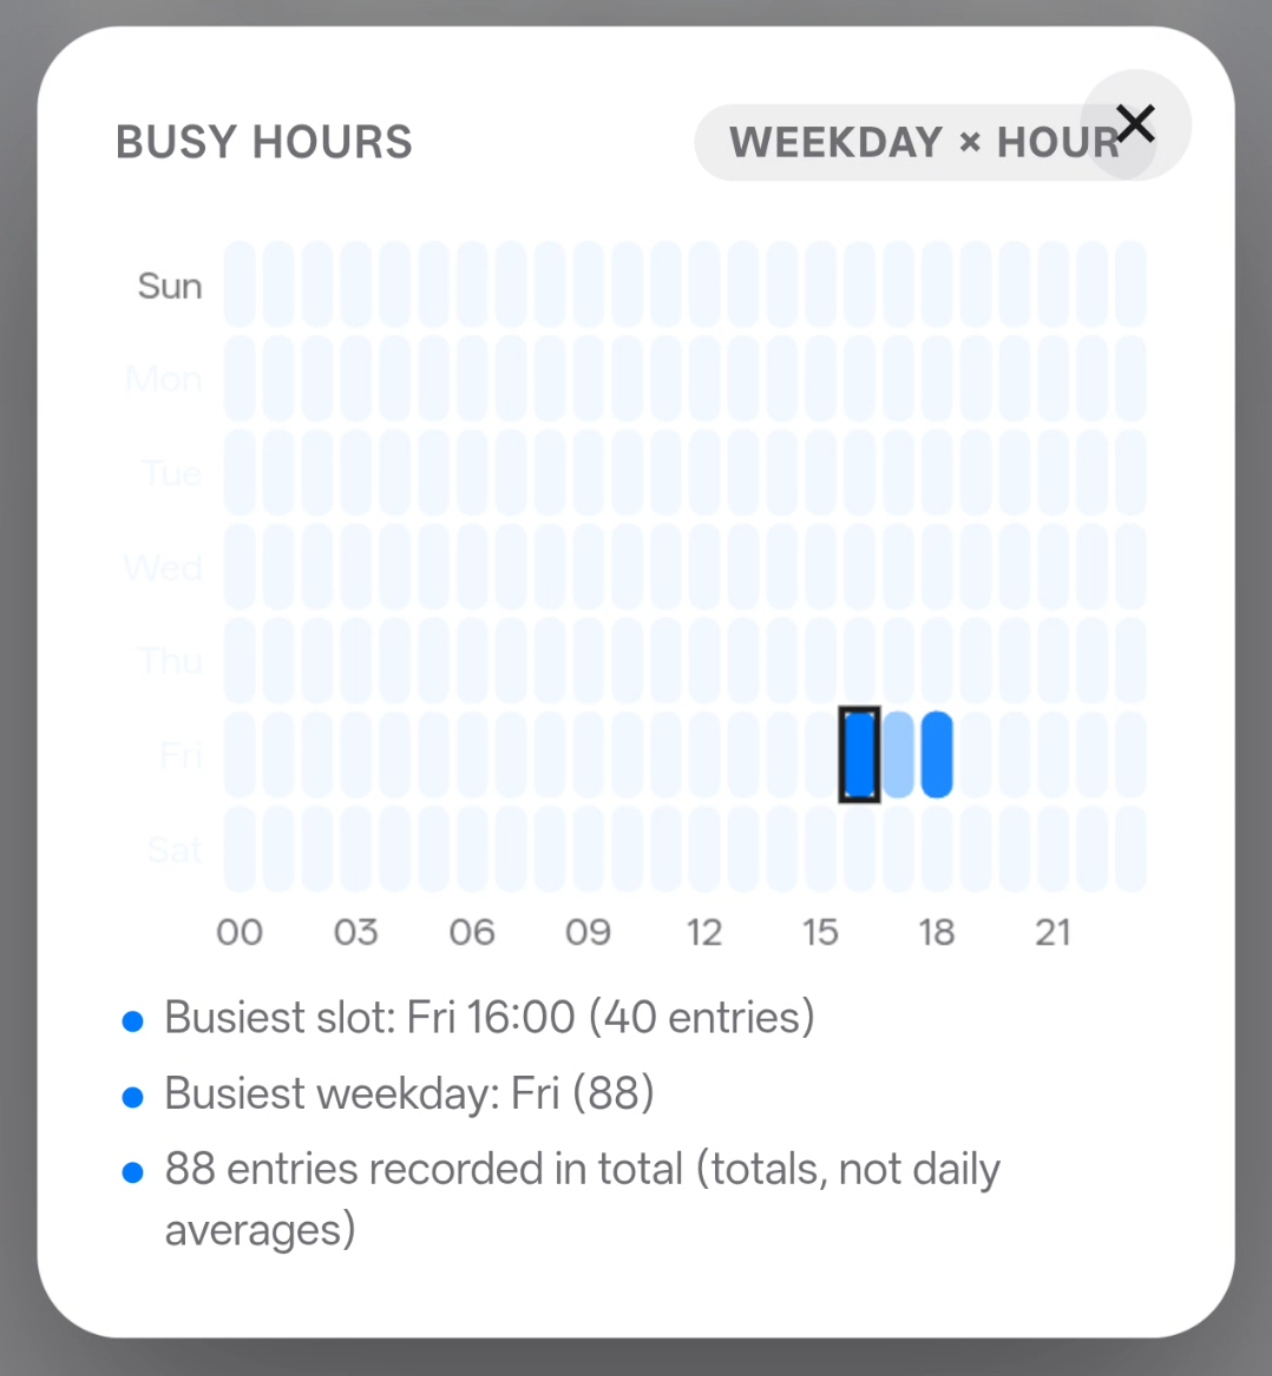 BUSY HOURS
WEEKDAY × HOUR
Sun
Mon
Tue
Wed
Thu
Fri
Sat
00 03 06 09 12 15 18 21
Busiest slot: Fri 16:00 (40 entries)
Busiest weekday: Fri (88)
88 entries recorded in total (totals, not daily
averages)